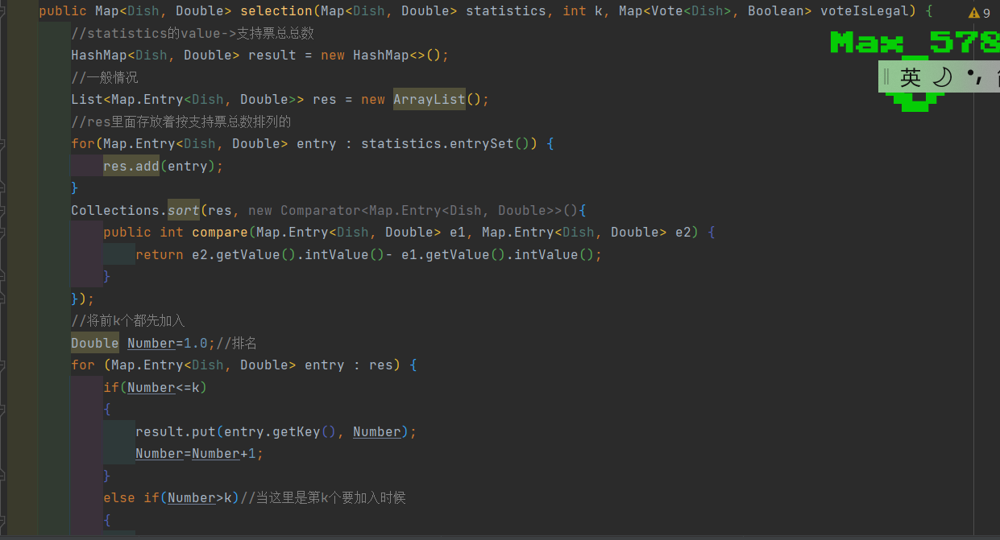 public Map<Dish, Double> selection(Map<Dish, Double> statistics, int k, Map<Vote<Dish>, Boolean> voteIsLegal) {
9
//statistics的value->支持票总总数
Max 578
HashMap<Dish, Double> result = new HashMap<>();
//一般情况
英
List<Map.Entry<Dish, Double>> res = new ArrayList();
//res里面存放着按支持票总数排列的
for(Map.Entry<Dish, Double> entry : statistics.entrySet()) {
res.add(entry);
}
Collections.sort(res, new Comparator<Map.Entry<Dish, Double>>(){
public int compare(Map.Entry<Dish, Double> e1, Map.Entry<Dish, Double> e2) {
return e2.getValue().intValue()- e1.getValue().intValue();
}
});
//将前k个都先加入
Double Number=1.0;//排名
for (Map.Entry<Dish, Double> entry : res) {
if(Number<=k)
{
result.put(entry.getKey(), Number);
Number=Number+1;
}
else if(Number>k)//当这里是第k个要加入时候
{